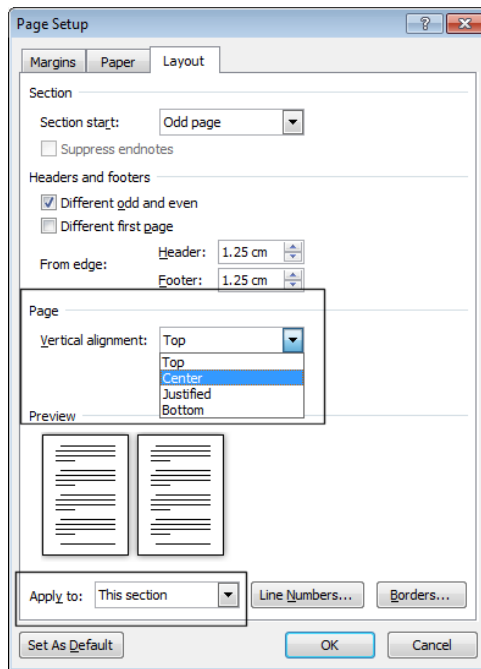 Page Setup
Margins Paper Layout
Section
Section start: Odd page
Suppress endnotes
Headers and footers
Different odd and even
Different first page
From edge:
Header: 1.25 cm
Footer: 1.25 cm
Page
Vertical alignment: Top
Top
Center
Justified
Bottom
Preview
Apply to: This section Line Numbers... Borders...
Set As Default OK Cancel